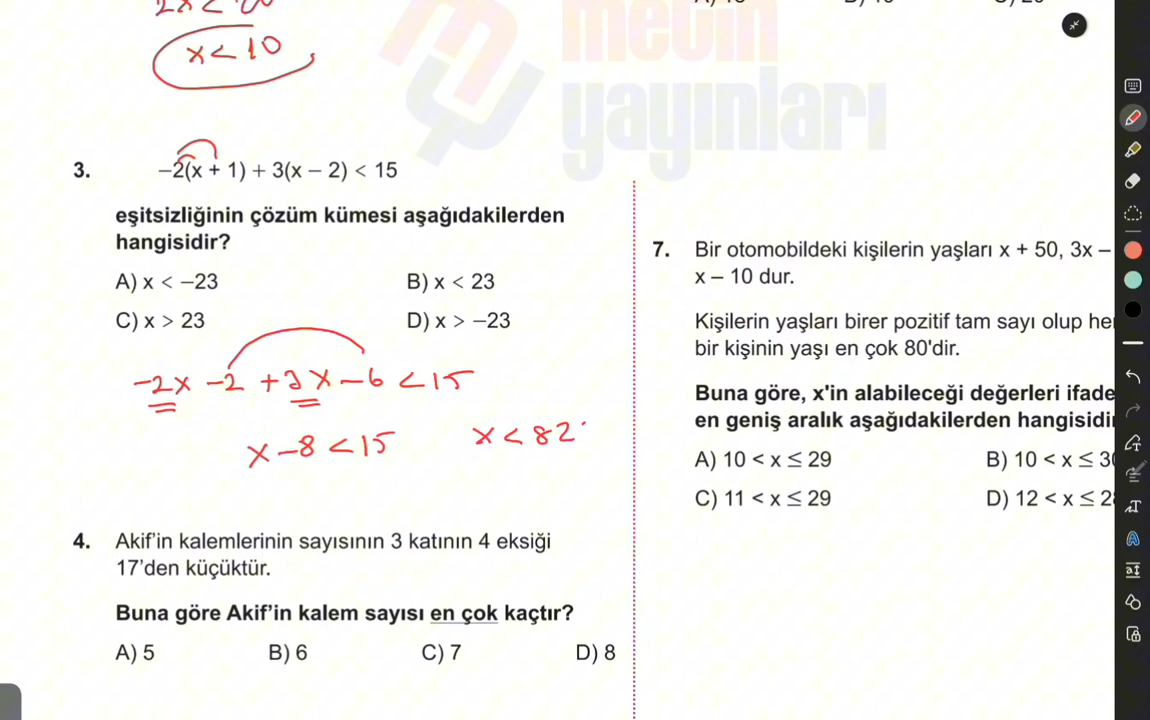 x < 10
metin
yayınları
3. −2(x + 1) + 3(x − 2) < 15
eşitsizliğinin çözüm kümesi aşağıdakilerden
hangisidir?
A) x < −23 B) x < 23
C) x > 23 D) x > −23
-2x -2 +3x -6 < 15
x -8 < 15 x < 82
4. Akif'in kalemlerinin sayısının 3 katının 4 eksiği
17'den küçüktür.
Buna göre Akif'in kalem sayısı en çok kaçtır?
A) 5 B) 6 C) 7 D) 8
7. Bir otomobildeki kişilerin yaşları x + 50, 3x −
x − 10 dur.
Kişilerin yaşları birer pozitif tam sayı olup
bir kişinin yaşı en çok 80'dir.
Buna göre, x'in alabileceği değerleri ifade
en geniş aralık aşağıdakilerden
A) 10 < x ≤ 29 B) 10 < x ≤ 3
C) 11 < x ≤ 29 D) 12 < x ≤ 2